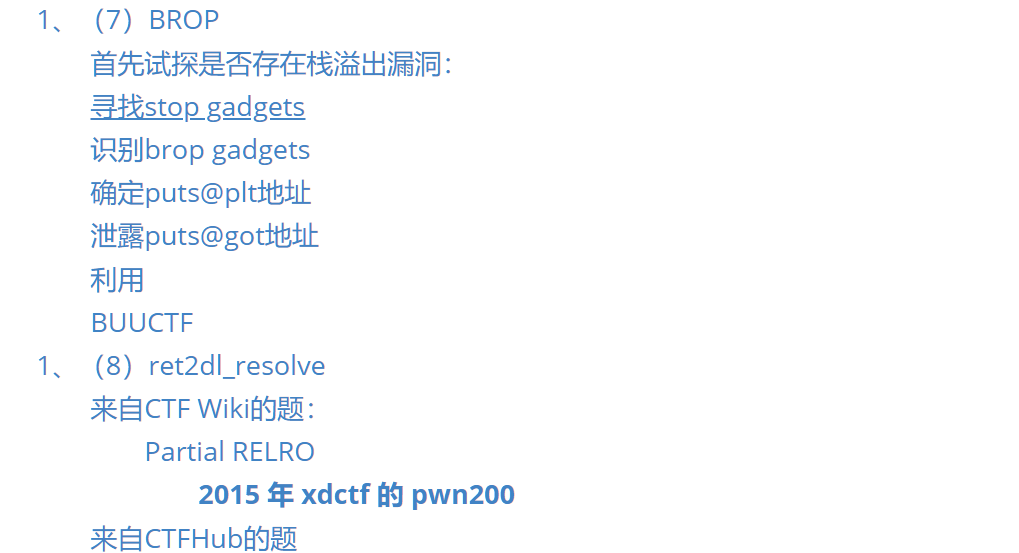 1、（7）BROP
首先试探是否存在栈溢出漏洞：
寻找stop gadgets
识别brop gadgets
确定puts@plt地址
泄露puts@got地址
利用
BUUCTF
1、（8）ret2dl_resolve
来自CTF Wiki的题：
Partial RELRO
2015 年 xdctf 的 pwn200
来自CTFHub的题